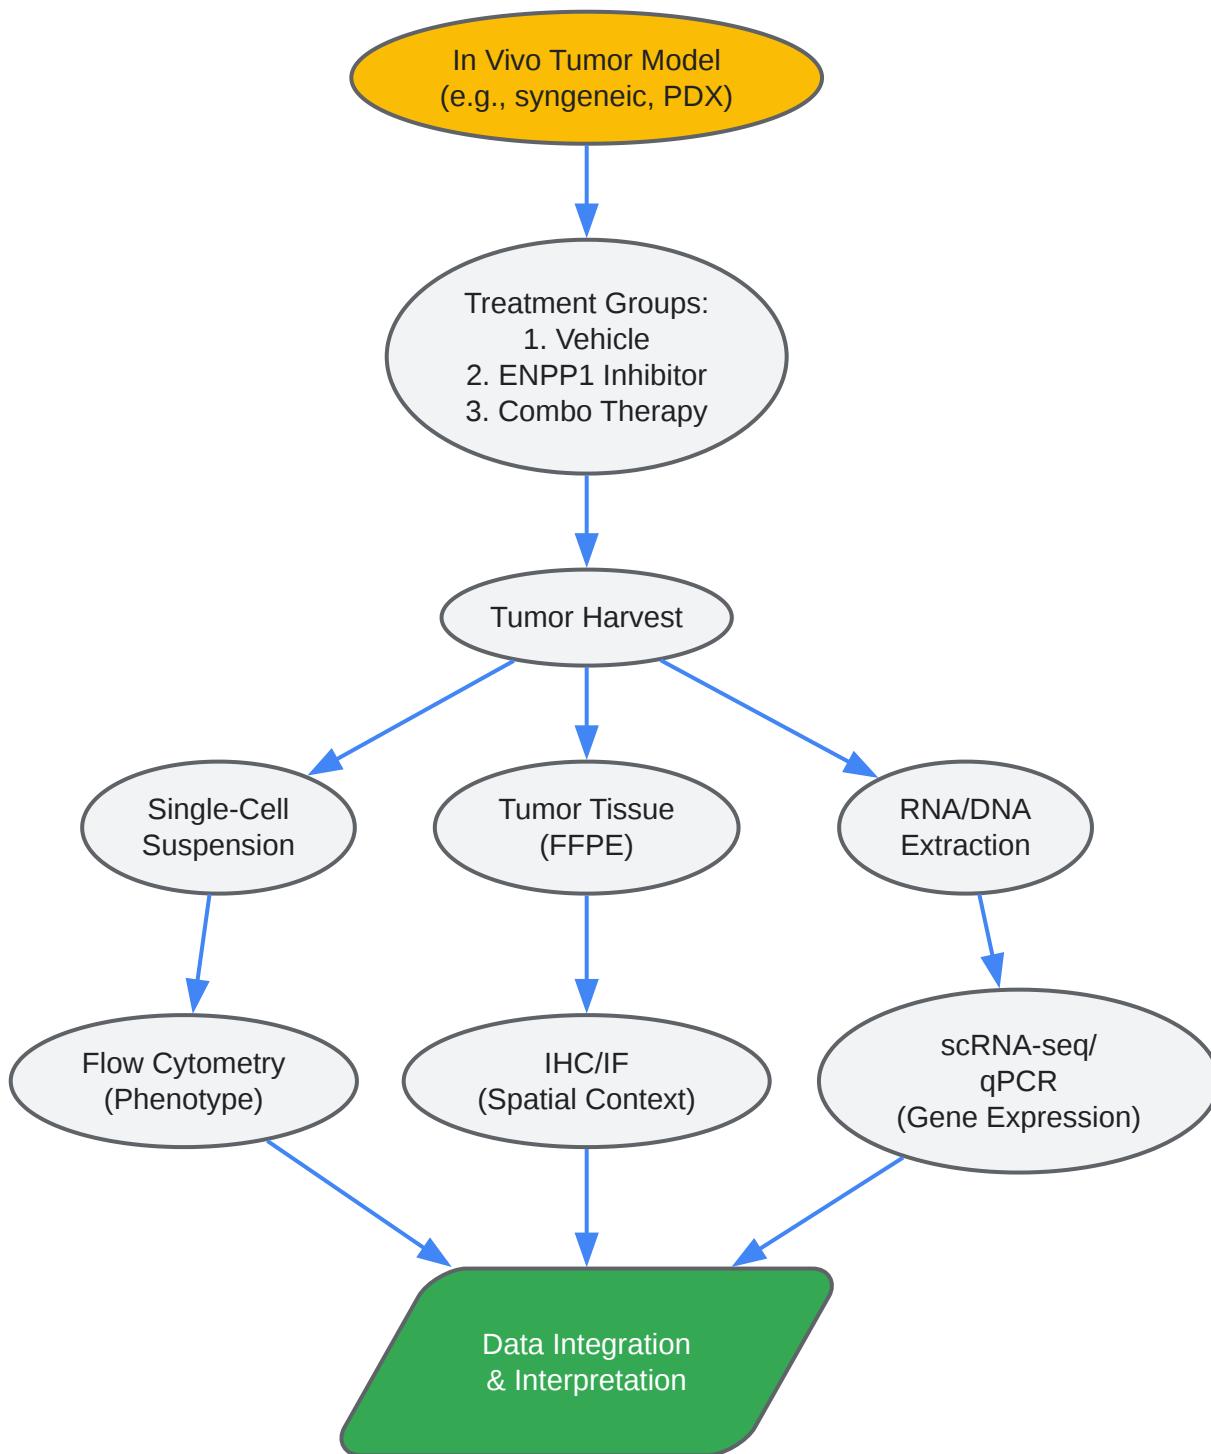 In Vivo Tumor Model
(e.g., syngeneic, PDX)
Treatment Groups:
1. Vehicle
2. ENPP1 Inhibitor
3. Combo Therapy
Tumor Harvest
Single-Cell
Suspension
Tumor Tissue
(FFPE)
RNA/DNA
Extraction
Flow Cytometry
(Phenotype)
IHC/IF
(Spatial Context)
scRNA-seq/
qPCR
(Gene Expression)
Data Integration
& Interpretation